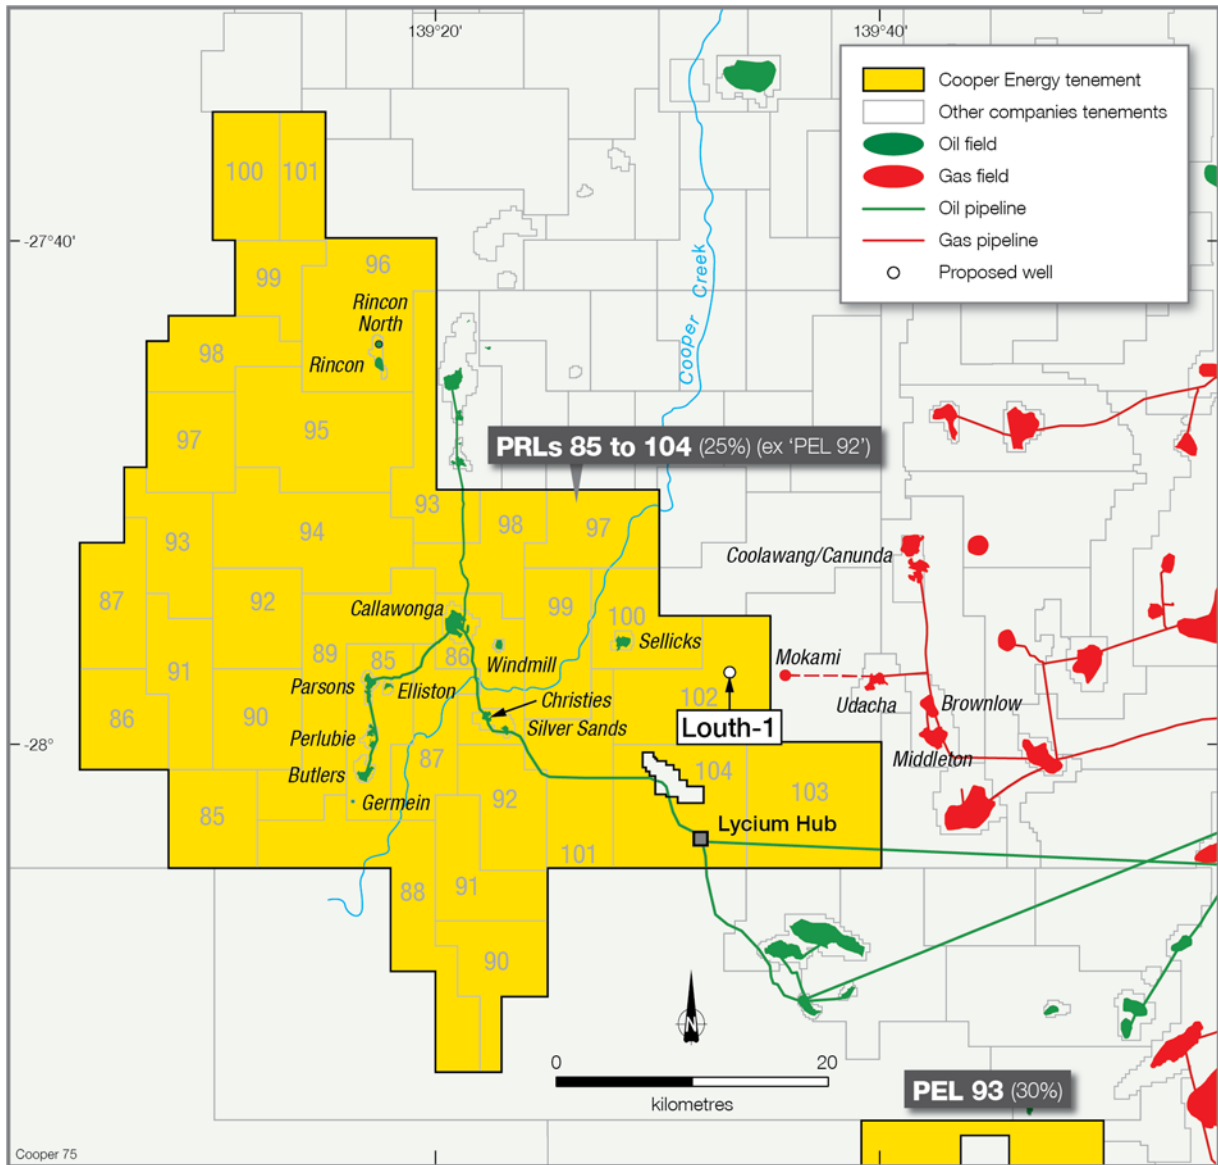 139°20'
139°40'
Cooper Energy tenement
Other companies tenements
Oil field
Gas field
Oil pipeline
Gas pipeline
Proposed well
100
101
-27°40'
99
96
Rincon
North
Rincon
98
Cooper Creek
97
95
PRLs 85 to 104 (25%) (ex ‘PEL 92’)
93
98
97
93
94
Coolawang/Canunda
87
92
99
100
Callawonga
89
85
86
Windmill
Sellicks
Mokami
91
Parsons
Elliston
102
Udacha
Brownlow
86
90
Christies
Silver Sands
Louth-1
-28°
Perlubie
87
Middleton
Butlers
92
104
103
85
Germein
Lycium Hub
101
88
91
90
N
0
20
kilometres
PEL 93 (30%)
Cooper 75